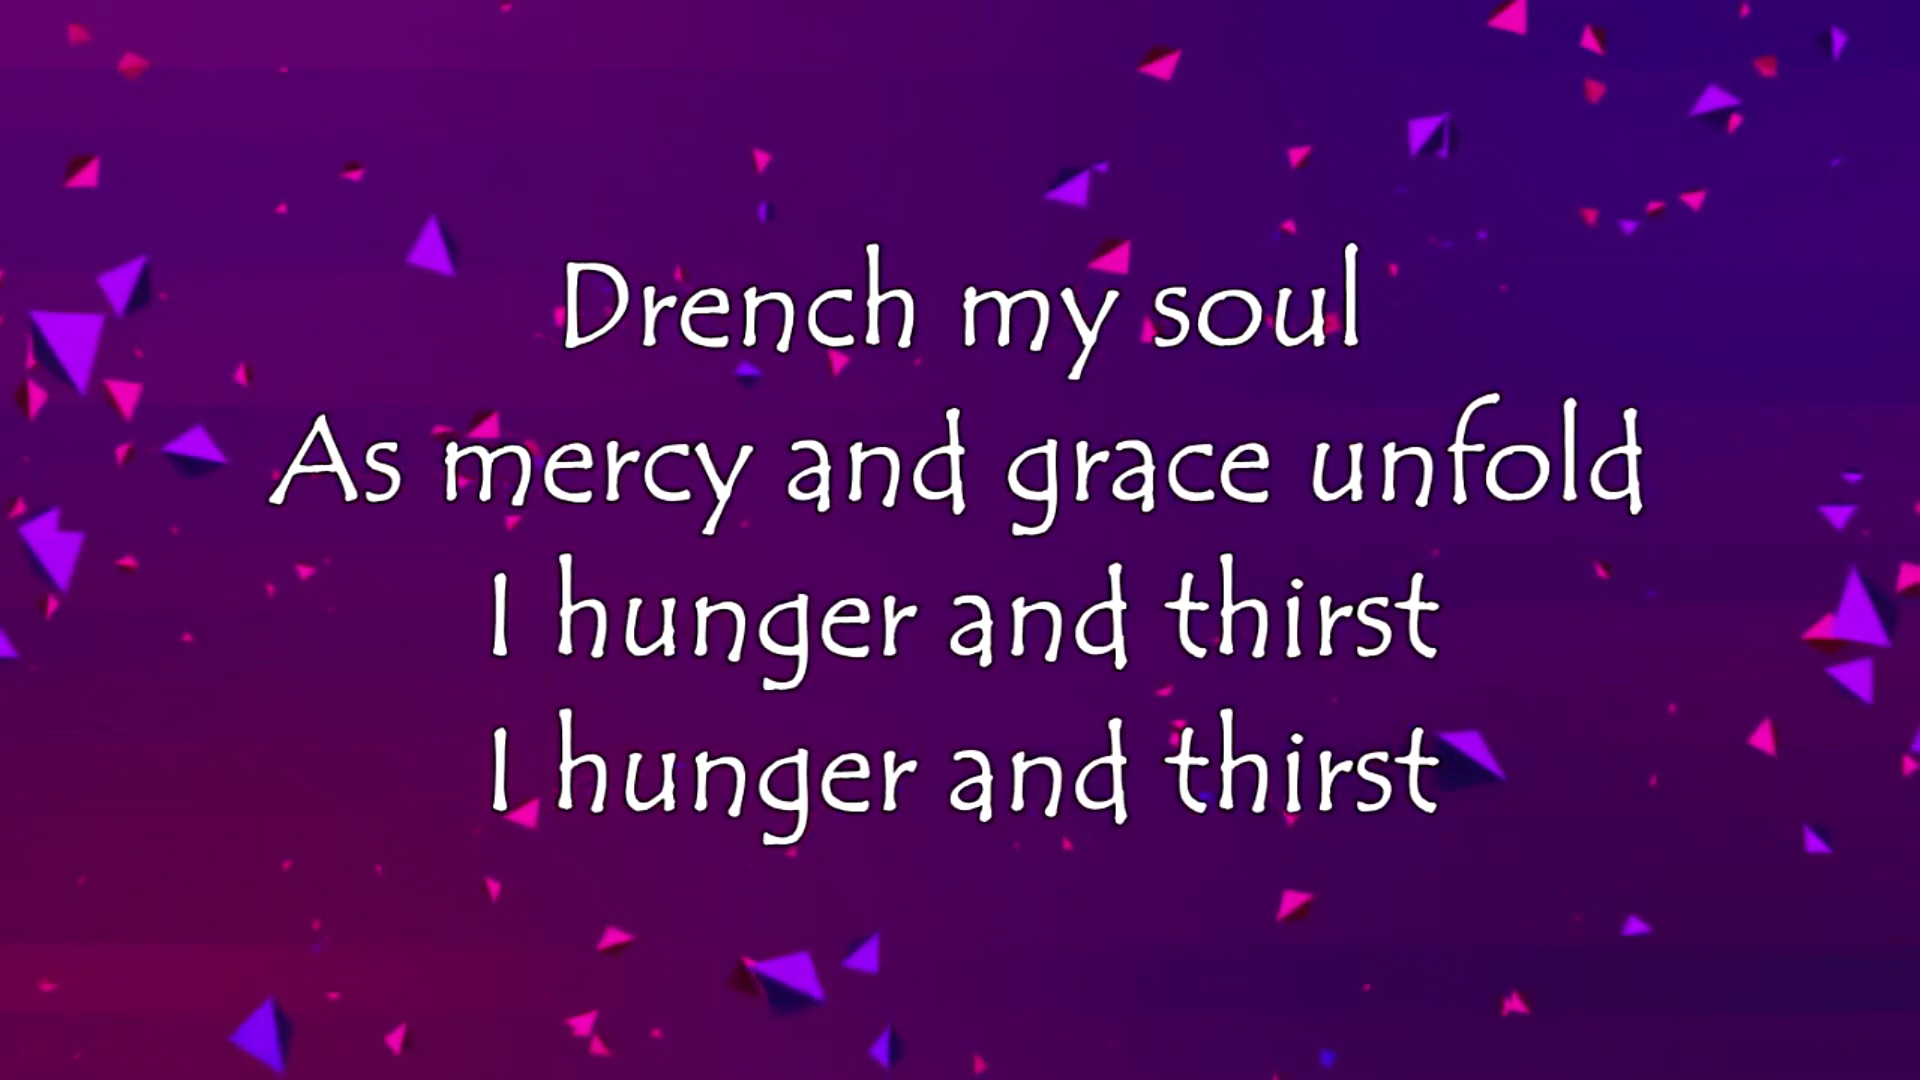 Drench my soul
As mercy and grace unfold
I hunger and thirst
I hunger and thirst